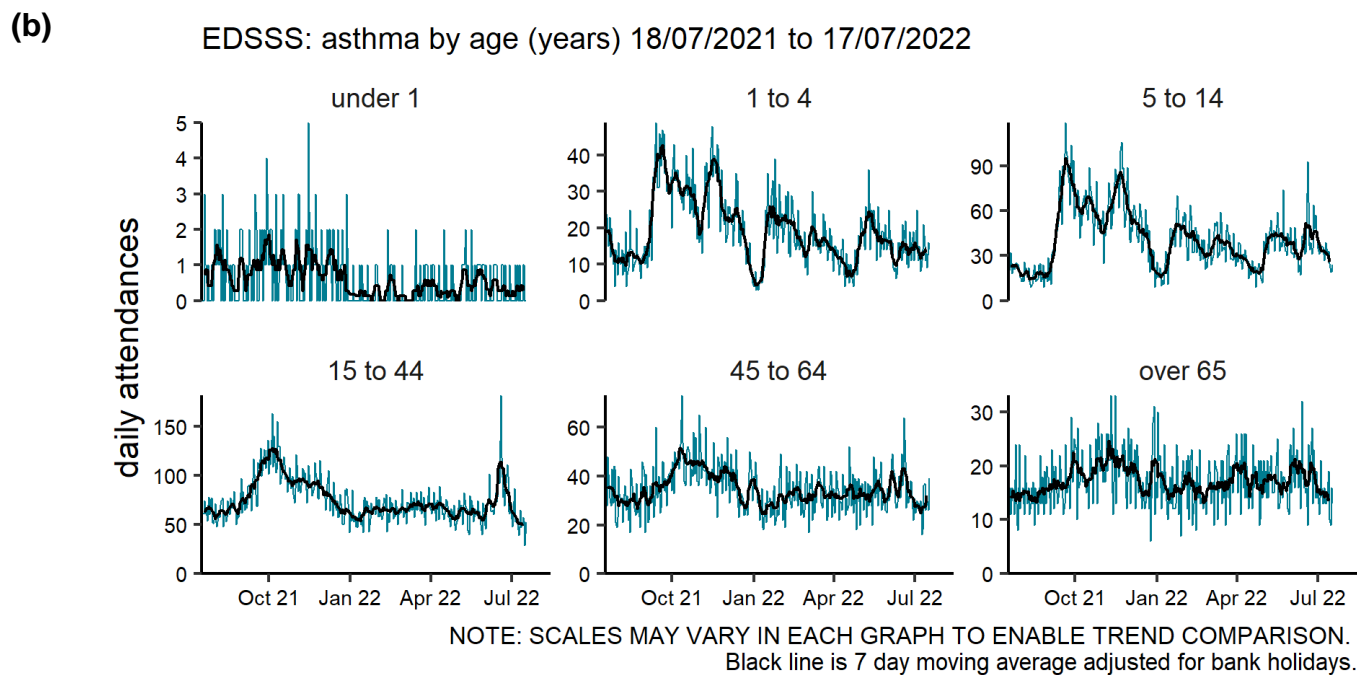 (b)
EDSSS: asthma by age (years) 18/07/2021 to 17/07/2022
daily attendances
under 1
5
4
3
2
1
0
1 to 4
40
30
20
10
0
5 to 14
90
60
30
0
15 to 44
150
100
50
0
Oct 21 Jan 22 Apr 22 Jul 22
45 to 64
60
40
20
0
Oct 21 Jan 22 Apr 22 Jul 22
over 65
30
20
10
0
Oct 21 Jan 22 Apr 22 Jul 22
NOTE: SCALES MAY VARY IN EACH GRAPH TO ENABLE TREND COMPARISON.
Black line is 7 day moving average adjusted for bank holidays.